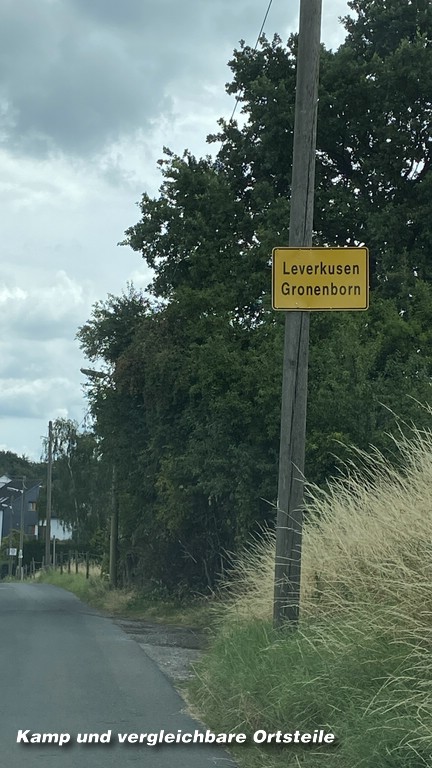 Leverkusen
Gronenborn
Kamp und vergleichbare Ortsteile